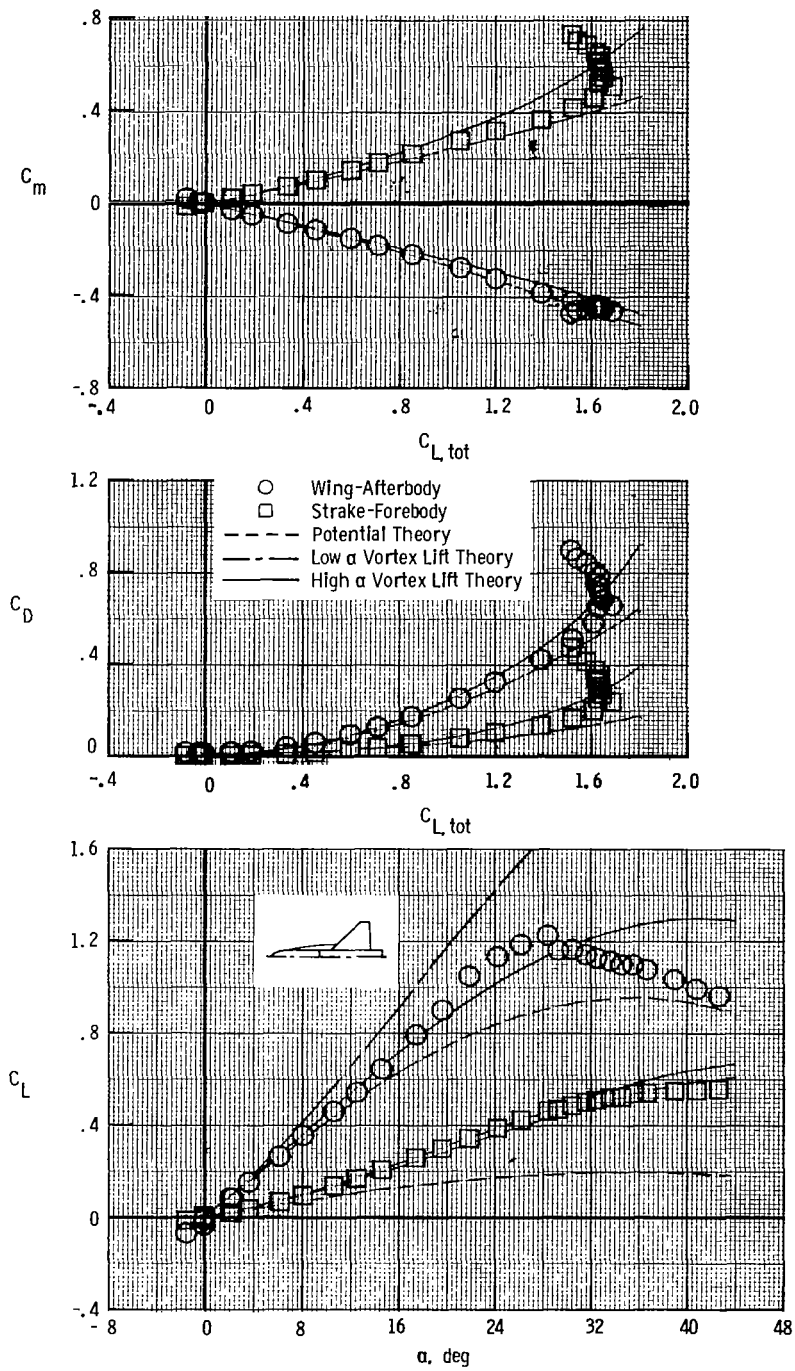 .8
.4
0
-.4
-.8
C_m
-.4 0 .4 .8 1.2 1.6 2.0
C_L, tot
1.2
.8
.4
0
C_D
○ Wing-Afterbody
□ Strake-Forebody
Potential Theory
Low α Vortex Lift Theory
High α Vortex Lift Theory
-.4 0 .4 .8 1.2 1.6 2.0
C_L, tot
1.6
1.2
.8
.4
0
-.4
C_L
-8 0 8 16 24 32 40 48
α, deg